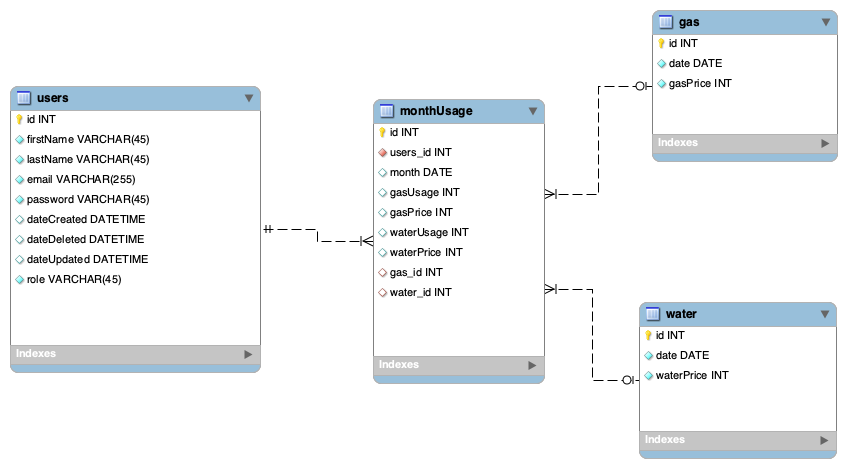 users
id INT
firstName VARCHAR(45)
lastName VARCHAR(45)
email VARCHAR(255)
password VARCHAR(45)
dateCreated DATETIME
dateDeleted DATETIME
dateUpdated DATETIME
role VARCHAR(45)
Indexes
monthUsage
id INT
users_id INT
month DATE
gasUsage INT
gasPrice INT
waterUsage INT
waterPrice INT
gas_id INT
water_id INT
Indexes
gas
id INT
date DATE
gasPrice INT
Indexes
water
id INT
date DATE
waterPrice INT
Indexes